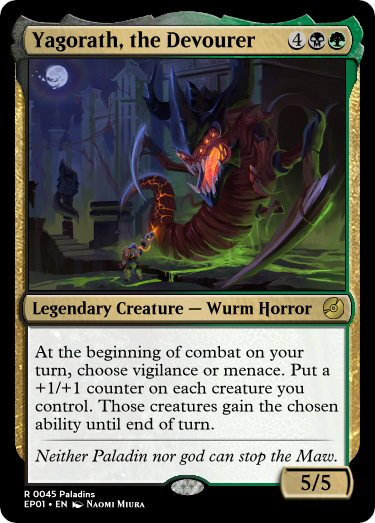 Yagorath, the Devourer 4
Legendary Creature — Wurm Horror
At the beginning of combat on your
turn, choose vigilance or menace. Put a
+1/+1 counter on each creature you
control. Those creatures gain the chosen
ability until end of turn.
Neither Paladin nor god can stop the Maw.
5/5
R 0045 Paladins
EP01 • EN Naomi Miura